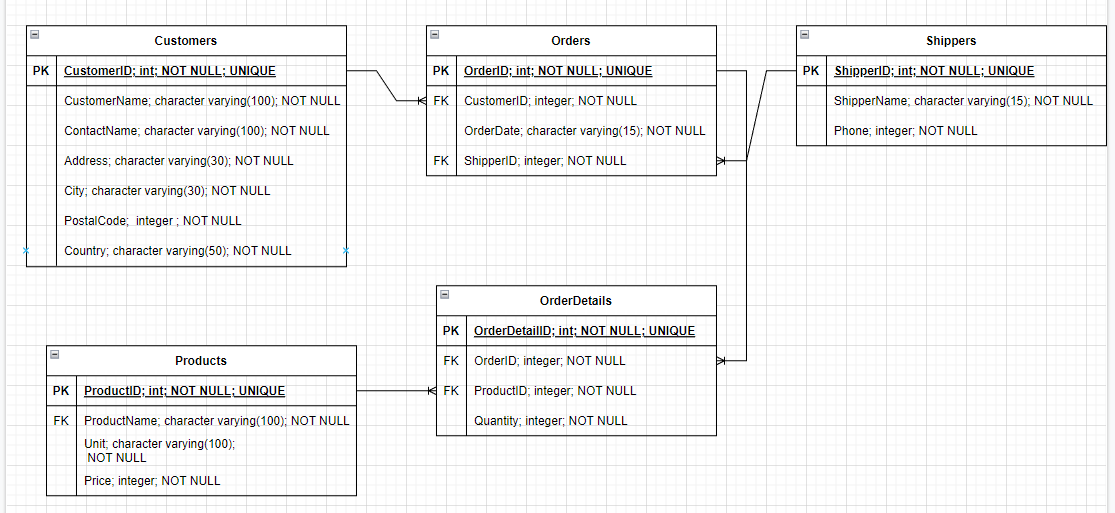 Customers
PK CustomerID; int; NOT NULL; UNIQUE
CustomerName; character varying(100); NOT NULL
ContactName; character varying(100); NOT NULL
Address; character varying(30); NOT NULL
City; character varying(30); NOT NULL
PostalCode;  integer ; NOT NULL
Country; character varying(50); NOT NULL
Orders
PK OrderID; int; NOT NULL; UNIQUE
FK CustomerID; integer; NOT NULL
OrderDate; character varying(15); NOT NULL
FK ShipperID; integer; NOT NULL
Shippers
PK ShipperID; int; NOT NULL; UNIQUE
ShipperName; character varying(15); NOT NULL
Phone; integer; NOT NULL
OrderDetails
PK OrderDetailID; int; NOT NULL; UNIQUE
FK OrderID; integer; NOT NULL
FK ProductID; integer; NOT NULL
Quantity; integer; NOT NULL
Products
PK ProductID; int; NOT NULL; UNIQUE
FK ProductName; character varying(100); NOT NULL
Unit; character varying(100);
NOT NULL
Price; integer; NOT NULL